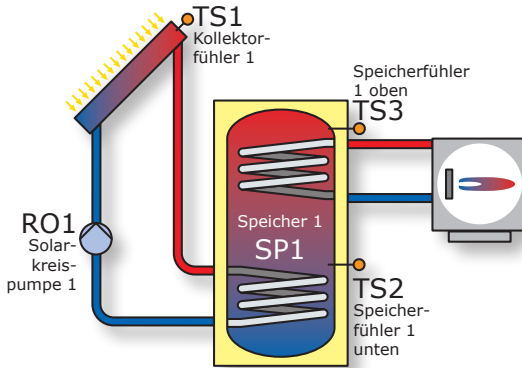 TS1
Kollektor-
fühler 1
Speicherfühler
1 oben
TS3
RO1
Solar-
kreis-
pumpe 1
Speicher 1
SP1
TS2
Speicher-
fühler 1
unten